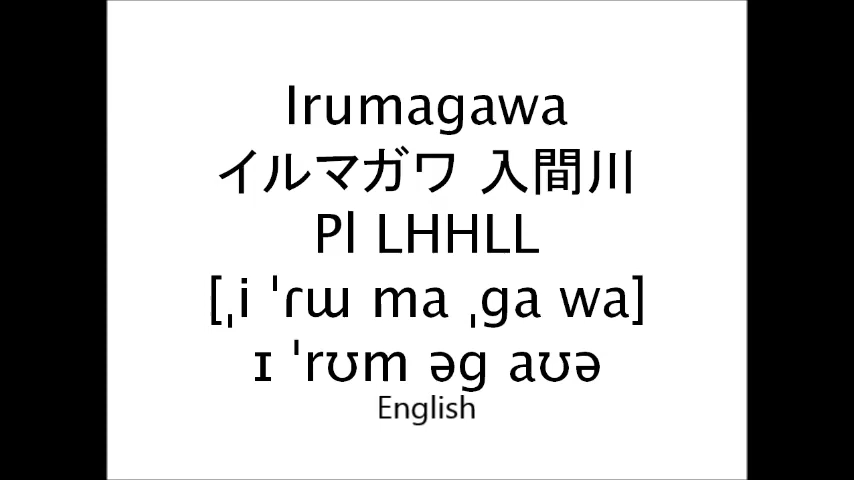 Irumagawa
イルマガワ 入間川
Pl LHHLL
[ˌi ˈɾɯ ma ˌga wa]
ɪ ˈrʊm əg aʊə
English